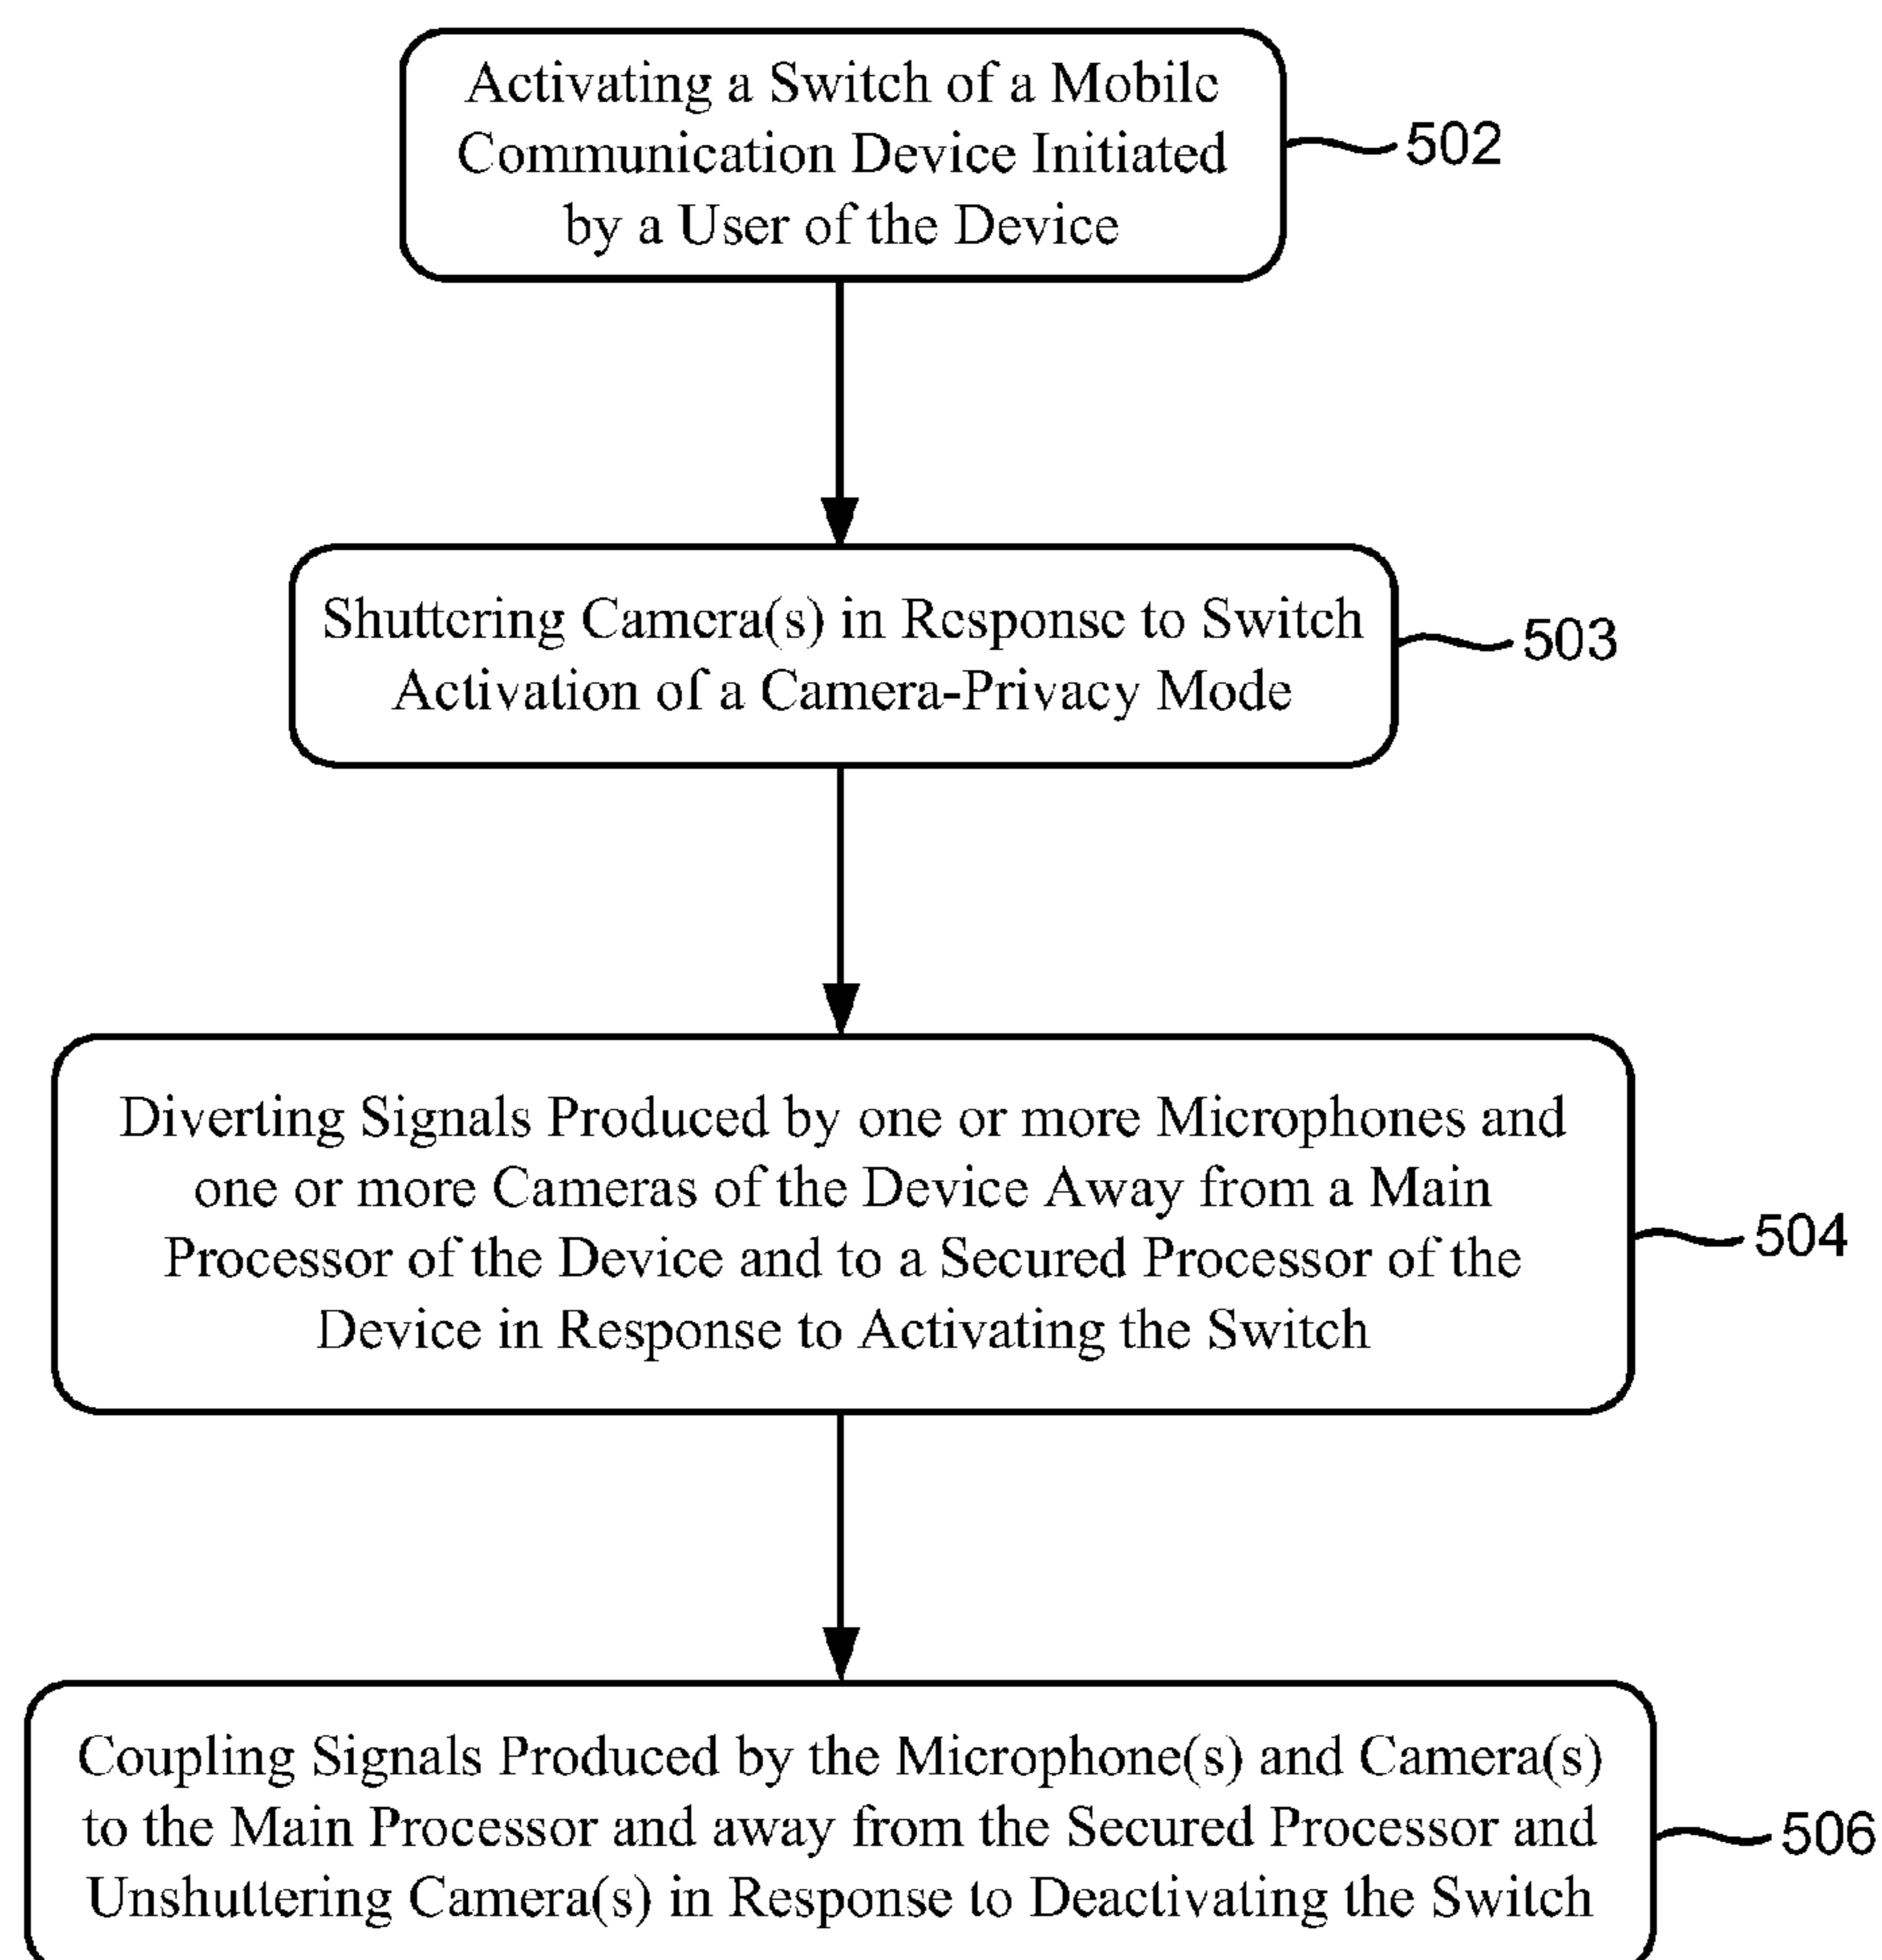 Activating a Switch of a Mobile
Communication Device Initiated
by a User of the Device
502
Shuttering Camera(s) in Response to Switch
Activation of a Camera-Privacy Mode
503
Diverting Signals Produced by one or more Microphones and
one or more Cameras of the Device Away from a Main
Processor of the Device and to a Secured Processor of the
Device in Response to Activating the Switch
504
Coupling Signals Produced by the Microphone(s) and Camera(s)
to the Main Processor and away from the Secured Processor and
Unshuttering Camera(s) in Response to Deactivating the Switch
506